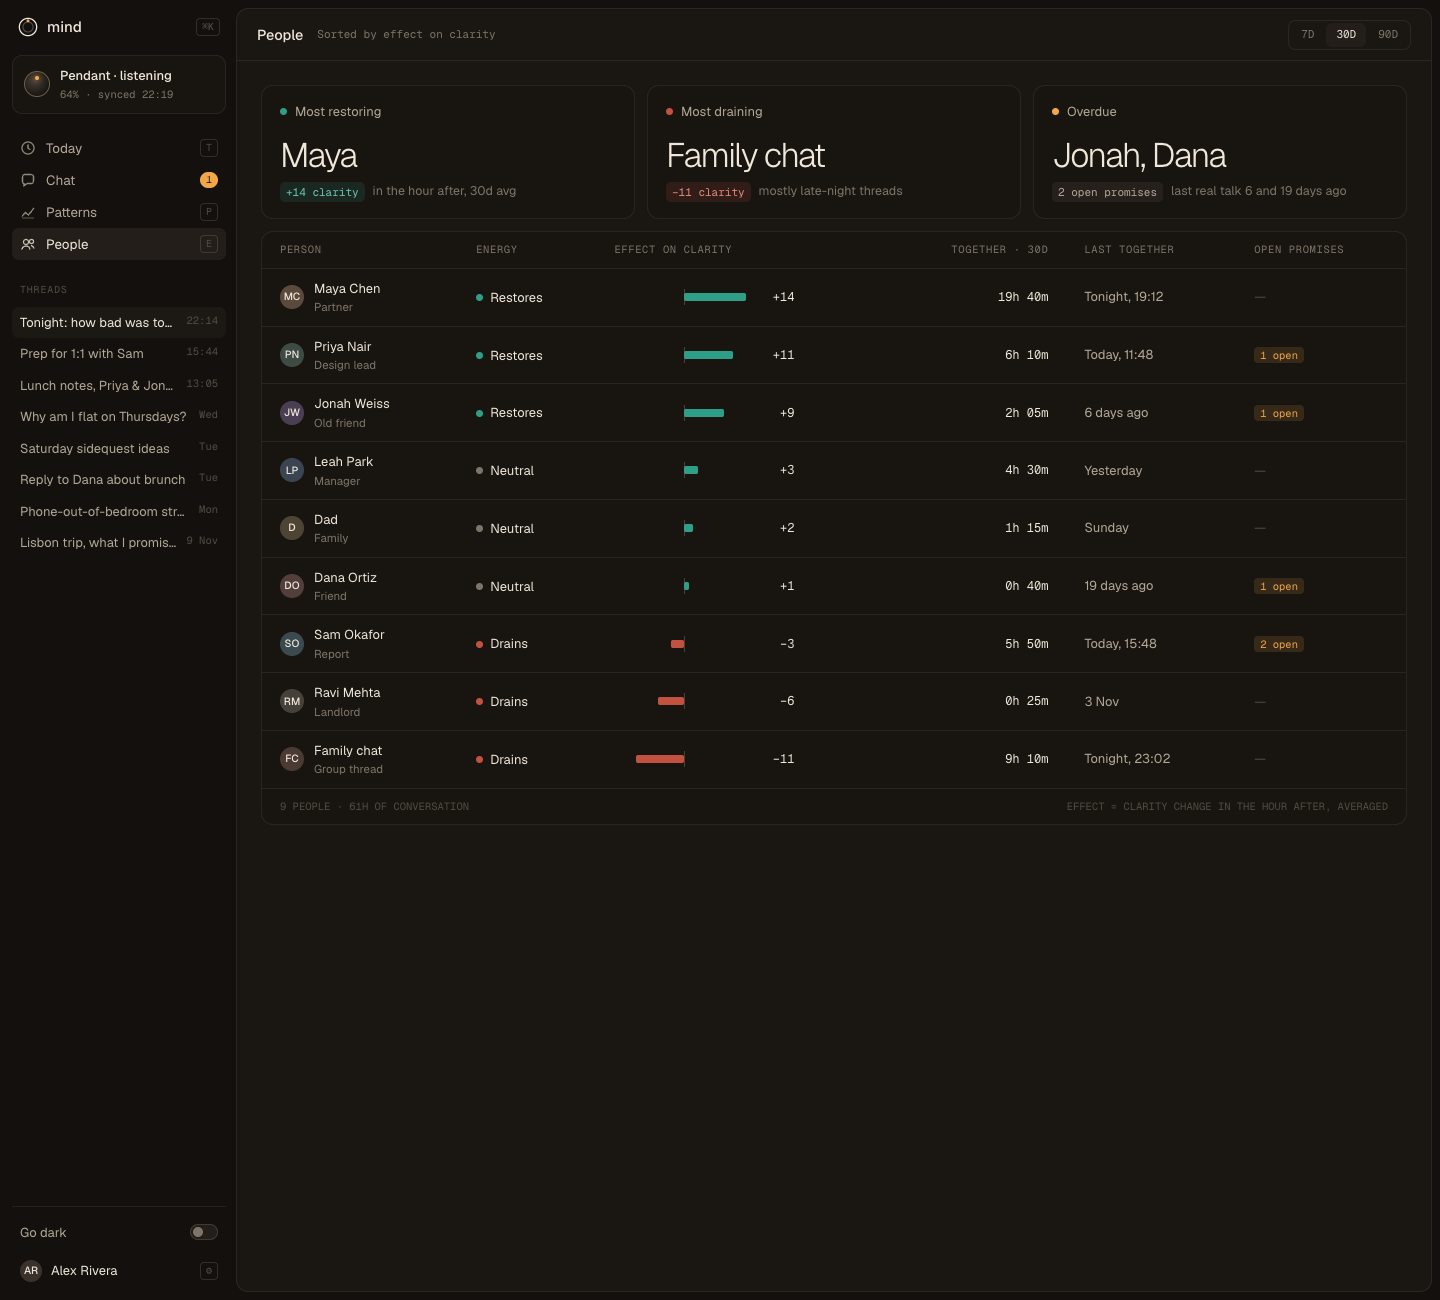 mind
⌘K
Pendant · listening
64% · synced 22:19
Today T
Chat 1
Patterns P
People E
THREADS
Tonight: how bad was to… 22:14
Prep for 1:1 with Sam 15:44
Lunch notes, Priya & Jon… 13:05
Why am I flat on Thursdays? Wed
Saturday sidequest ideas Tue
Reply to Dana about brunch Tue
Phone-out-of-bedroom str… Mon
Lisbon trip, what I promis… 9 Nov
Go dark
AR Alex Rivera
People Sorted by effect on clarity
7D 30D 90D
Most restoring
Maya
+14 clarity in the hour after, 30d avg
Most draining
Family chat
−11 clarity mostly late-night threads
Overdue
Jonah, Dana
2 open promises last real talk 6 and 19 days ago
PERSON ENERGY EFFECT ON CLARITY TOGETHER · 30D LAST TOGETHER OPEN PROMISES
MC Maya Chen Restores +14 19h 40m Tonight, 19:12 —
Partner
PN Priya Nair Restores +11 6h 10m Today, 11:48 1 open
Design lead
JW Jonah Weiss Restores +9 2h 05m 6 days ago 1 open
Old friend
LP Leah Park Neutral +3 4h 30m Yesterday —
Manager
D Dad Neutral +2 1h 15m Sunday —
Family
DO Dana Ortiz Neutral +1 0h 40m 19 days ago 1 open
Friend
SO Sam Okafor Drains −3 5h 50m Today, 15:48 2 open
Report
RM Ravi Mehta Drains −6 0h 25m 3 Nov —
Landlord
FC Family chat Drains −11 9h 10m Tonight, 23:02 —
Group thread
9 PEOPLE · 61H OF CONVERSATION
EFFECT = CLARITY CHANGE IN THE HOUR AFTER, AVERAGED